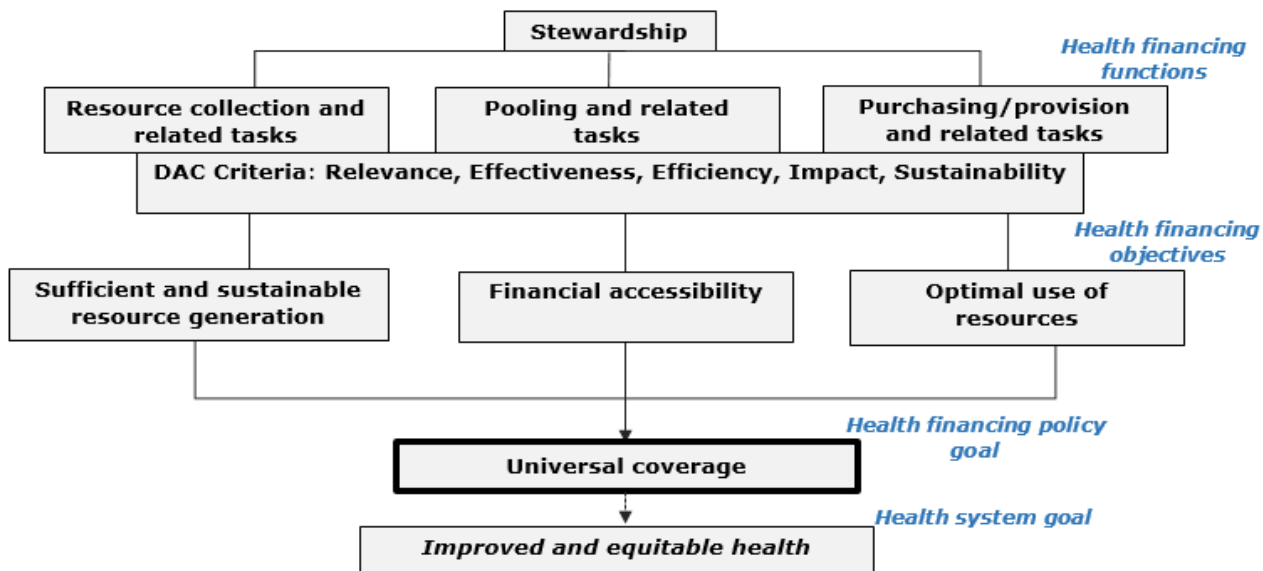 Stewardship
Health financing
functions
Resource collection and
related tasks
Pooling and related
tasks
Purchasing/provision
and related tasks
DAC Criteria: Relevance, Effectiveness, Efficiency, Impact, Sustainability
Health financing
objectives
Sufficient and sustainable
resource generation
Financial accessibility
Optimal use of
resources
Health financing policy
goal
Universal coverage
Health system goal
Improved and equitable health